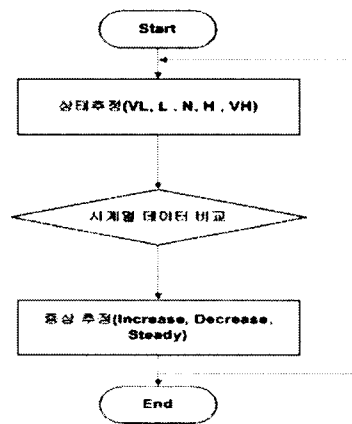 Start
상태추정(VL, L . N, H , VH)
시계열 데이터 비교
증상 추정(Increase, Decrease,
Steady)
End